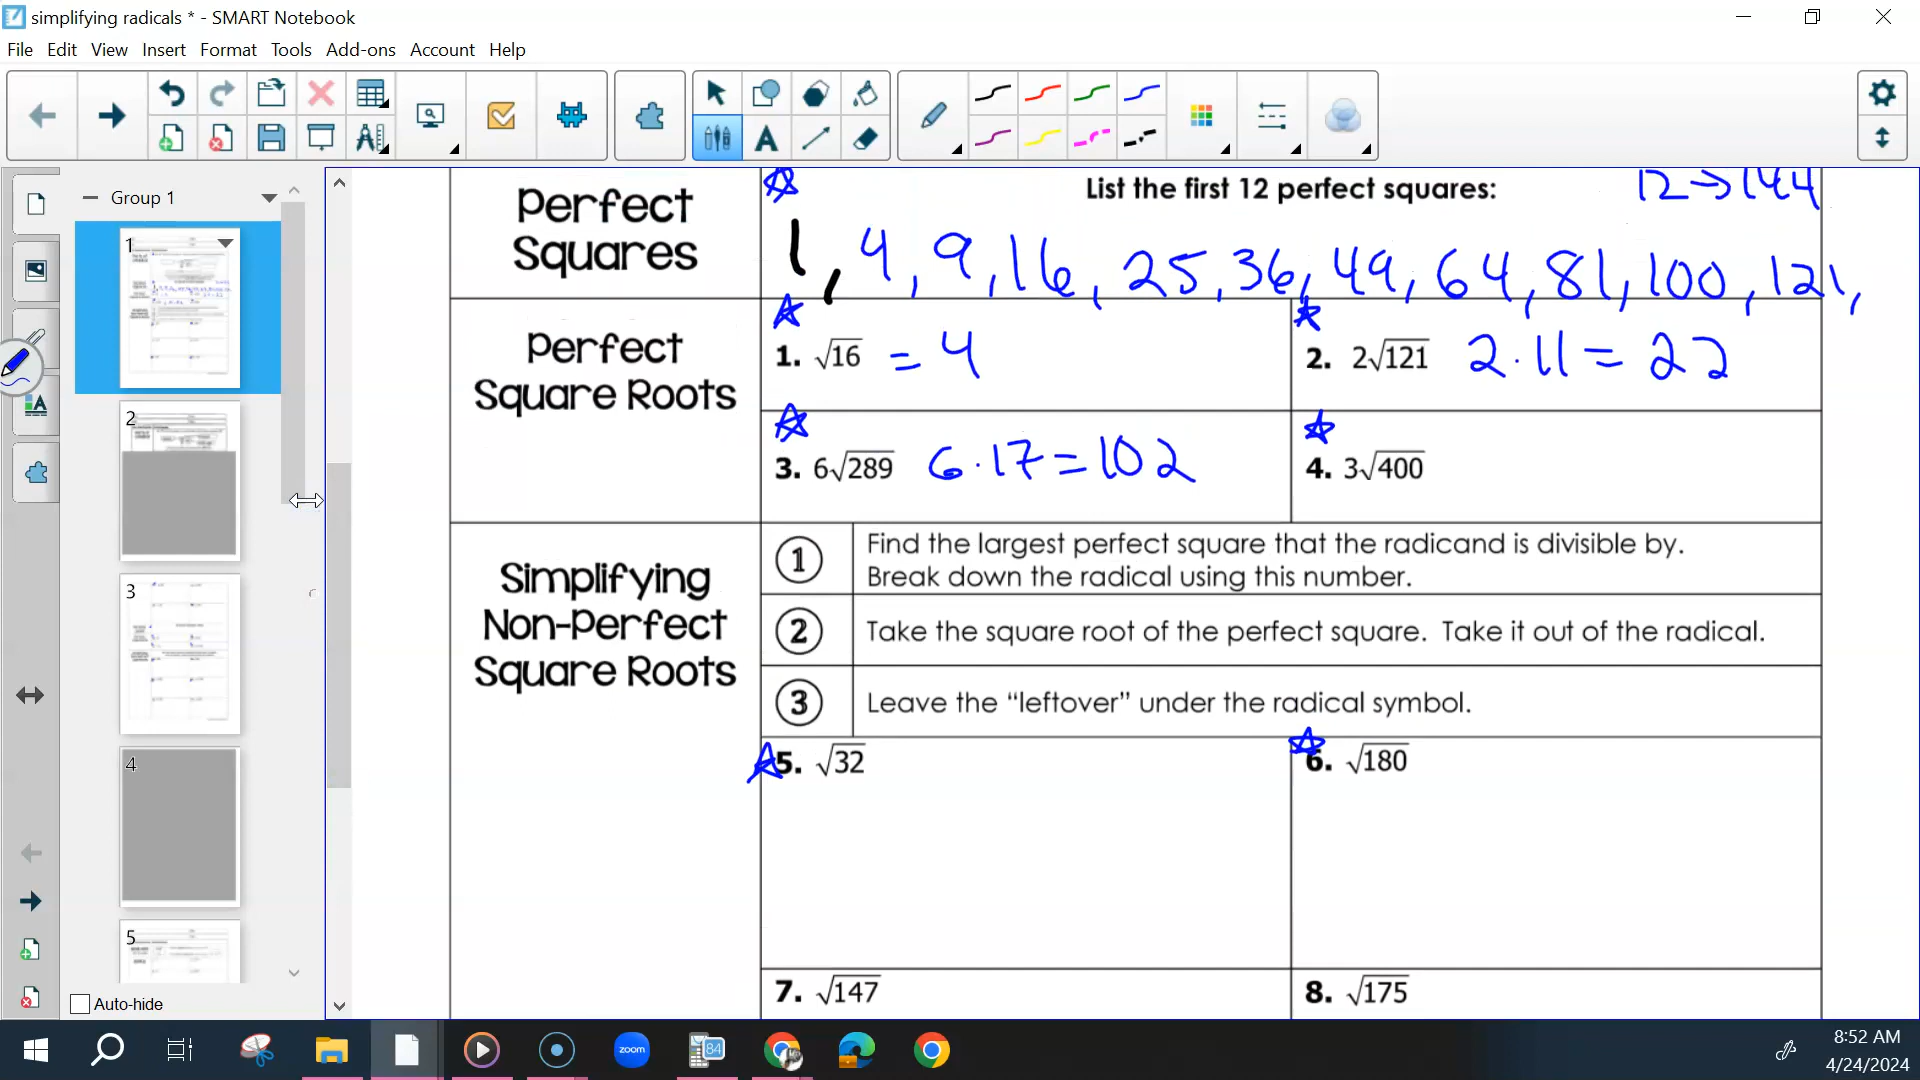 simplifying radicals * - SMART Notebook
File Edit View Insert Format Tools Add-ons Account Help
Group 1
1
2
3
4
5
Auto-hide
Perfect
Squares
List the first 12 perfect squares:
12→144
1, 4, 9, 16, 25, 36, 49, 64, 81, 100, 121,
Perfect
Square Roots
1. √16 = 4
2. 2√121 2·11 = 22
3. 6√289 6·17=102
4. 3√400
Simplifying
Non-Perfect
Square Roots
1 Find the largest perfect square that the radicand is divisible by.
Break down the radical using this number.
2 Take the square root of the perfect square. Take it out of the radical.
3 Leave the “leftover” under the radical symbol.
5. √32
6. √180
7. √147
8. √175
zoom
84
8:52 AM
4/24/2024